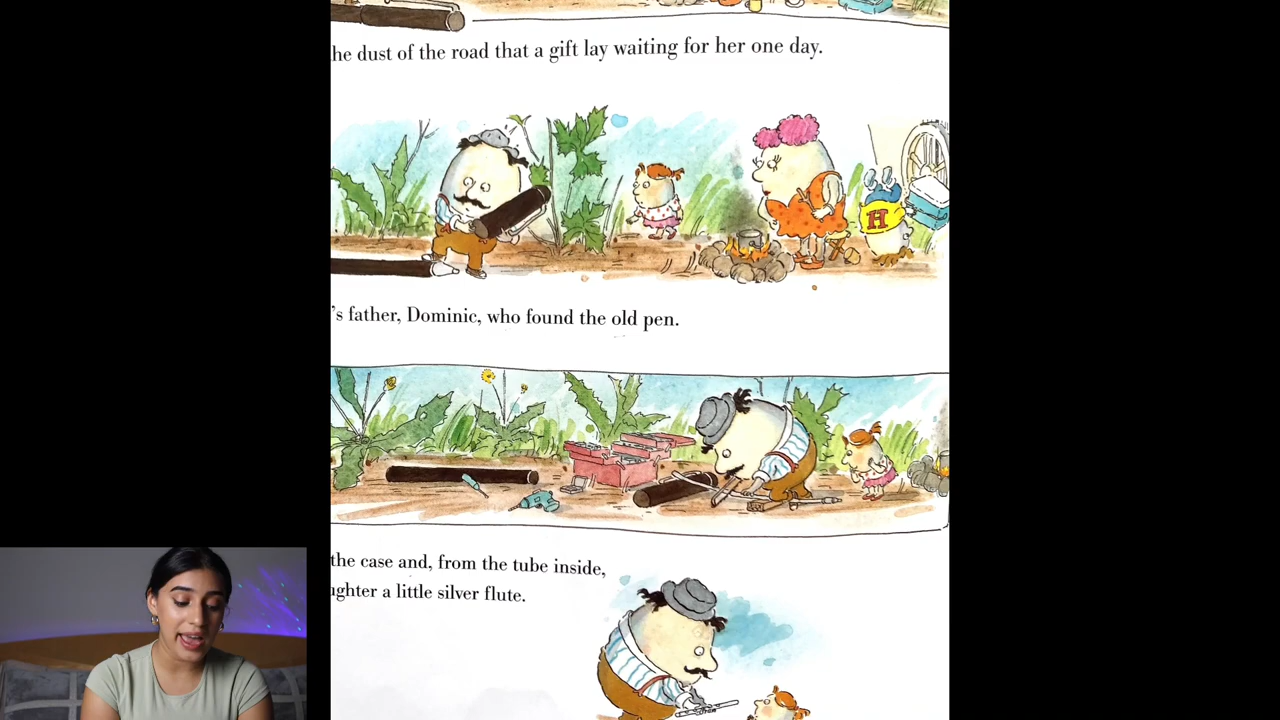 he dust of the road that a gift lay waiting for her one day.
H
's father, Dominic, who found the old pen.
the case and, from the tube inside,
ghter a little silver flute.